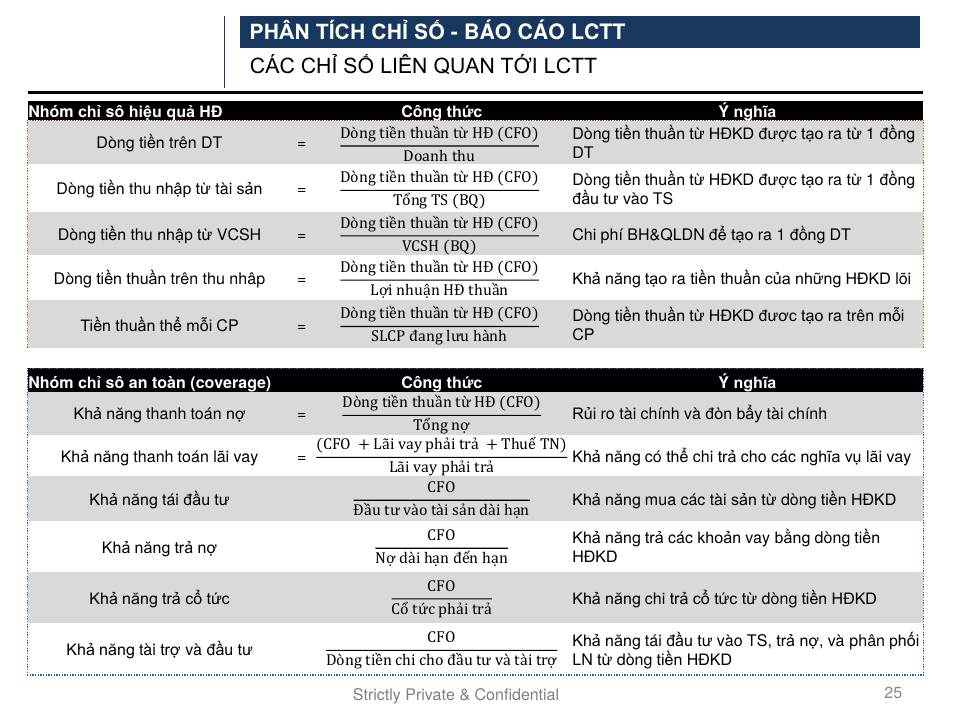 PHÂN TÍCH CHỈ SỐ - BÁO CÁO LCTT
CÁC CHỈ SỐ LIÊN QUAN TỚI LCTT
Nhóm chỉ sô hiệu quả HĐ Công thức Ý nghĩa
Dòng tiền trên DT = Dòng tiền thuần từ HĐ (CFO) / Doanh thu Dòng tiền thuần từ HĐKD được tạo ra từ 1 đồng
DT
Dòng tiền thu nhập từ tài sản = Dòng tiền thuần từ HĐ (CFO) / Tổng TS (BQ) Dòng tiền thuần từ HĐKD được tạo ra từ 1 đồng
đầu tư vào TS
Dòng tiền thu nhập từ VCSH = Dòng tiền thuần từ HĐ (CFO) / VCSH (BQ) Chi phí BH&QLDN để tạo ra 1 đồng DT
Dòng tiền thuần trên thu nhâp = Dòng tiền thuần từ HĐ (CFO) / Lợi nhuận HĐ thuần Khả năng tạo ra tiền thuần của những HĐKD lõi
Tiền thuần thể mỗi CP = Dòng tiền thuần từ HĐ (CFO) / SLCP đang lưu hành Dòng tiền thuần từ HĐKD đươc tạo ra trên mỗi
CP
Nhóm chỉ sô an toàn (coverage) Công thức Ý nghĩa
Khả năng thanh toán nợ = Dòng tiền thuần từ HĐ (CFO) / Tổng nợ Rủi ro tài chính và đòn bẩy tài chính
Khả năng thanh toán lãi vay = (CFO + Lãi vay phải trả + Thuế TN) / Lãi vay phải trả Khả năng có thể chi trả cho các nghĩa vụ lãi vay
Khả năng tái đầu tư CFO / Đầu tư vào tài sản dài hạn Khả năng mua các tài sản từ dòng tiền HĐKD
Khả năng trả nợ CFO / Nợ dài hạn đến hạn Khả năng trả các khoản vay bằng dòng tiền
HĐKD
Khả năng trả cổ tức CFO / Cổ tức phải trả Khả năng chi trả cổ tức từ dòng tiền HĐKD
Khả năng tài trợ và đầu tư CFO / Dòng tiền chi cho đầu tư và tài trợ Khả năng tái đầu tư vào TS, trả nợ, và phân phối
LN từ dòng tiền HĐKD
Strictly Private & Confidential 25